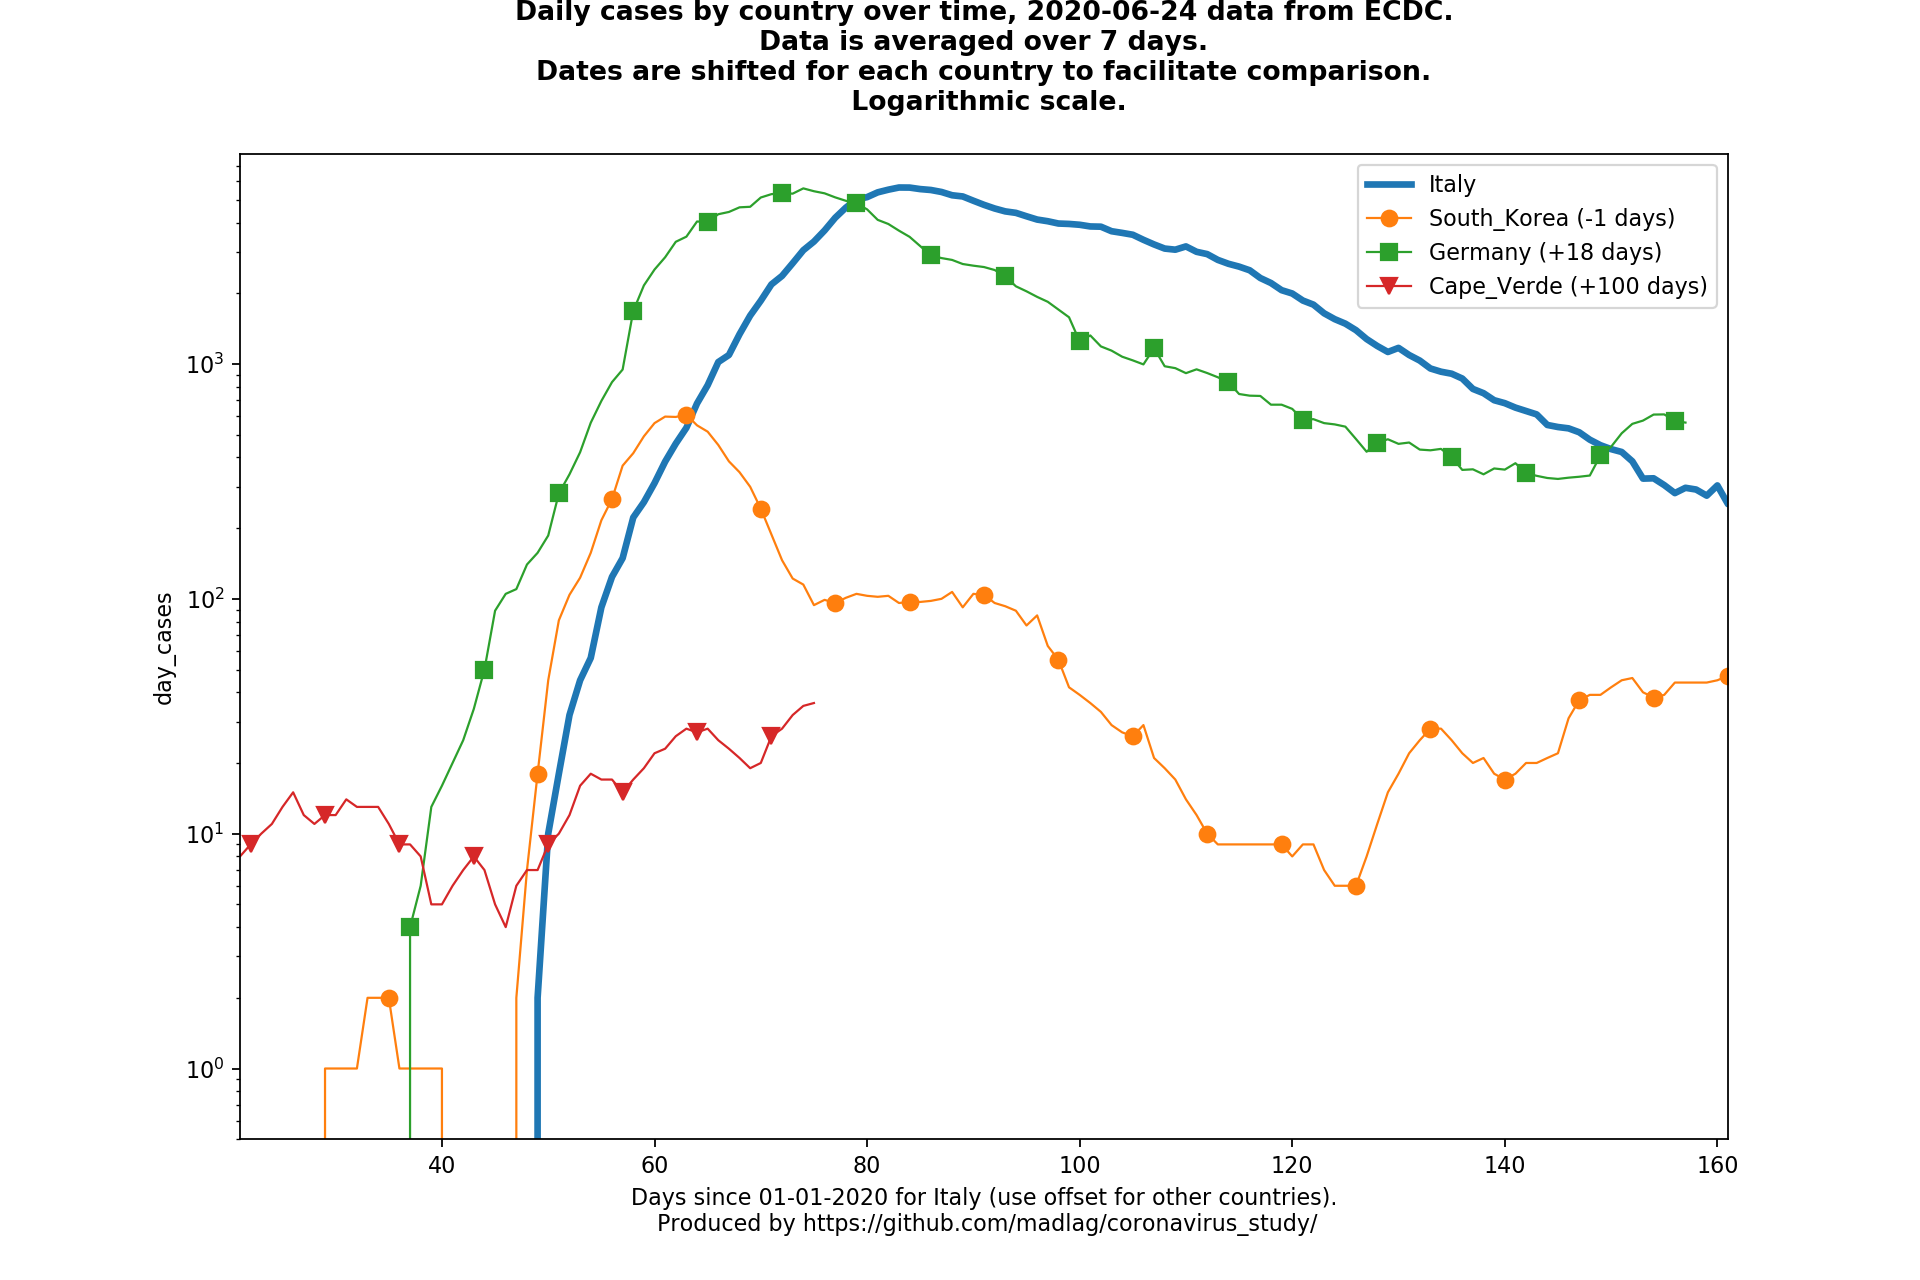 Daily cases by country over time, 2020-06-24 data from ECDC.
Data is averaged over 7 days.
Dates are shifted for each country to facilitate comparison.
Logarithmic scale.
Italy
South_Korea (-1 days)
Germany (+18 days)
Cape_Verde (+100 days)
10³
10²
10¹
10⁰
day_cases
40 60 80 100 120 140 160
Days since 01-01-2020 for Italy (use offset for other countries).
Produced by https://github.com/madlag/coronavirus_study/